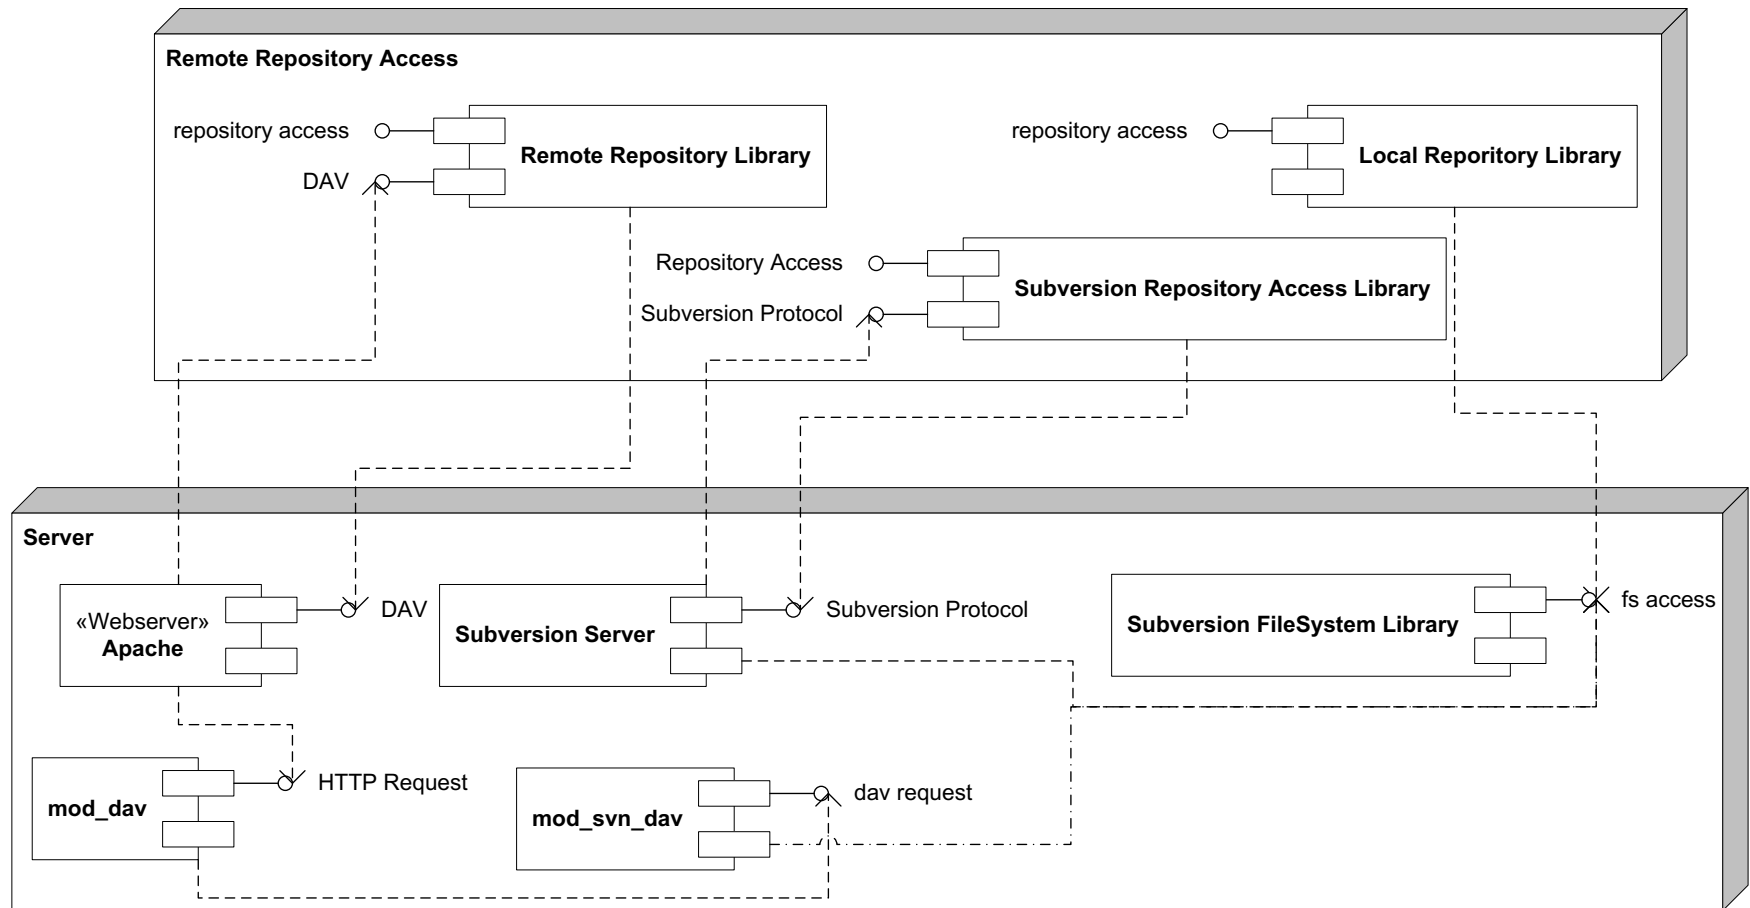 Remote Repository Access
repository access
Remote Repository Library
DAV
repository access
Local Reporitory Library
Repository Access
Subversion Repository Access Library
Subversion Protocol
Server
«Webserver»
Apache
DAV
Subversion Server
Subversion Protocol
Subversion FileSystem Library
fs access
mod_dav
HTTP Request
mod_svn_dav
dav request